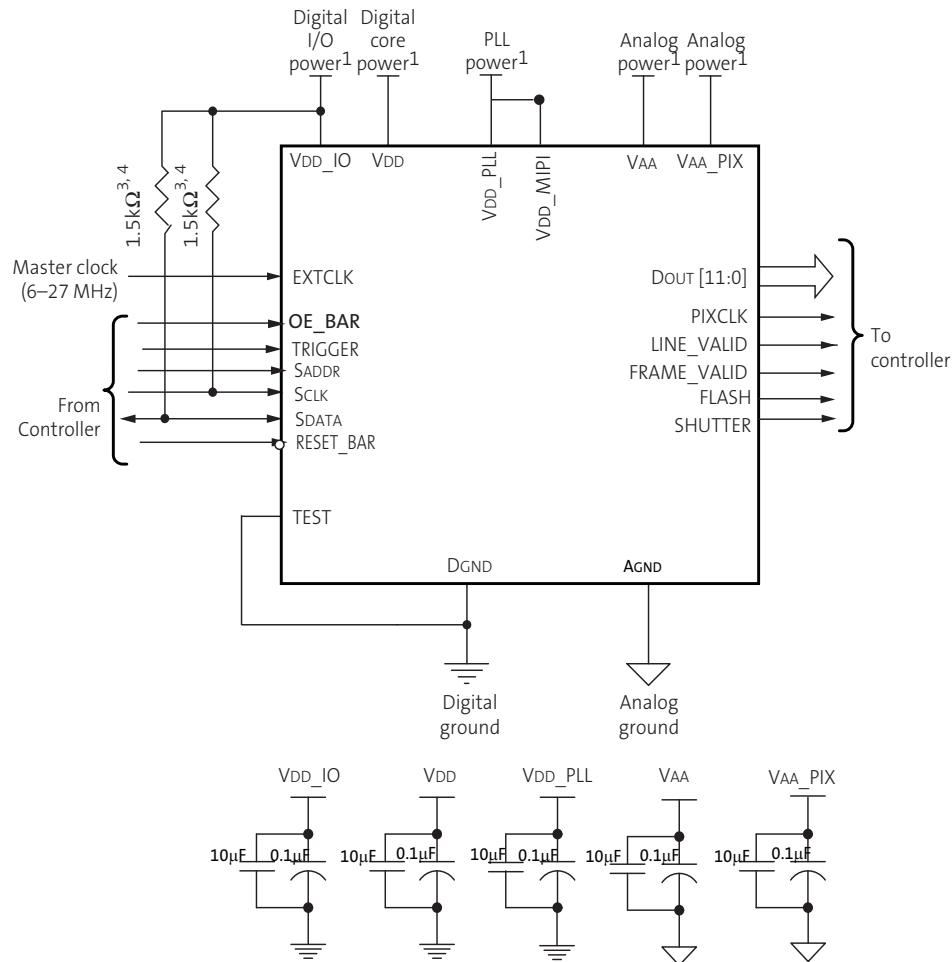 Digital
I/O
power1
Digital
core
power1
PLL
power1
Analog
power1
Analog
power1
VDD_IO
VDD
VDD_PLL
VDD_MIPI
VAA
VAA_PIX
1.5kΩ3, 4
1.5kΩ3, 4
Master clock
(6–27 MHz)
EXTCLK
OE_BAR
TRIGGER
SADDR
SCLK
SDATA
RESET_BAR
From
Controller
TEST
DOUT [11:0]
PIXCLK
LINE_VALID
FRAME_VALID
FLASH
SHUTTER
To
controller
DGND
AGND
Digital
ground
Analog
ground
VDD_IO
VDD
VDD_PLL
VAA
VAA_PIX
10µF
0.1µF
10µF
0.1µF
10µF
0.1µF
10µF
0.1µF
10µF
0.1µF